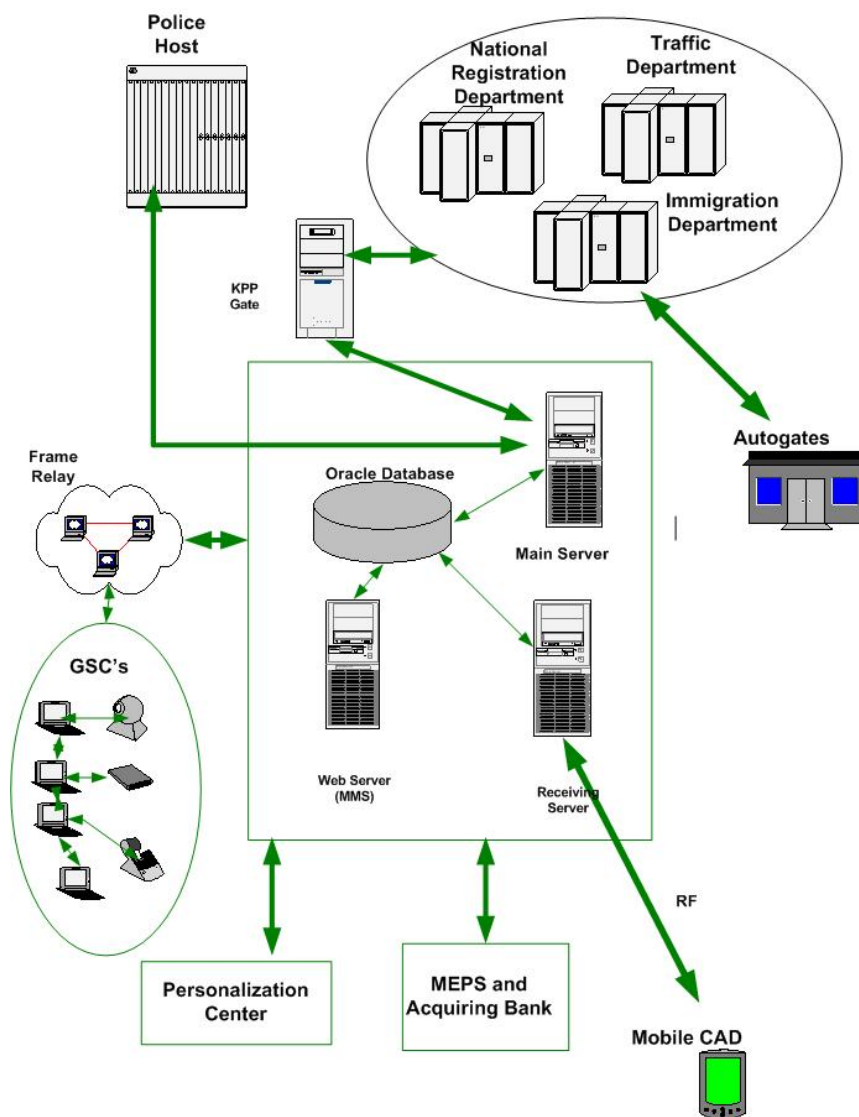 Police
Host
National
Registration
Department
Traffic
Department
Immigration
Department
KPP
Gate
Autogates
Frame
Relay
Oracle Database
Main Server
GSC's
Web Server
(MMS)
Receiving
Server
RF
Personalization
Center
MEPS and
Acquiring Bank
Mobile CAD